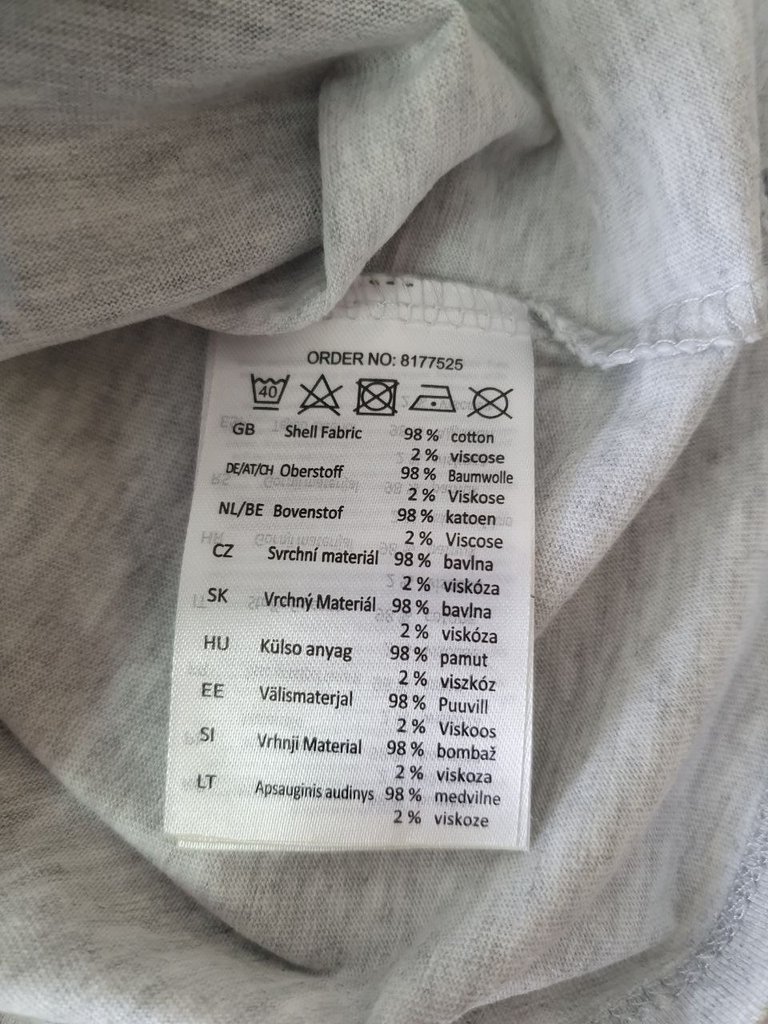 ORDER NO: 8177525
40
GB Shell Fabric 98 % cotton
2 % viscose
DE/AT/CH Oberstoff 98 % Baumwolle
2 % Viskose
NL/BE Bovenstof 98 % katoen
2 % Viscose
CZ Svrchní materiál 98 % bavlna
2 % viskóza
SK Vrchný Materiál 98 % bavlna
2 % viskóza
HU Külso anyag 98 % pamut
2 % viszkóz
EE Välismaterjal 98 % Puuvill
2 % Viskoos
SI Vrhnji Material 98 % bombaž
2 % viskoza
LT Apsauginis audinys 98 % medvilne
2 % viskoze